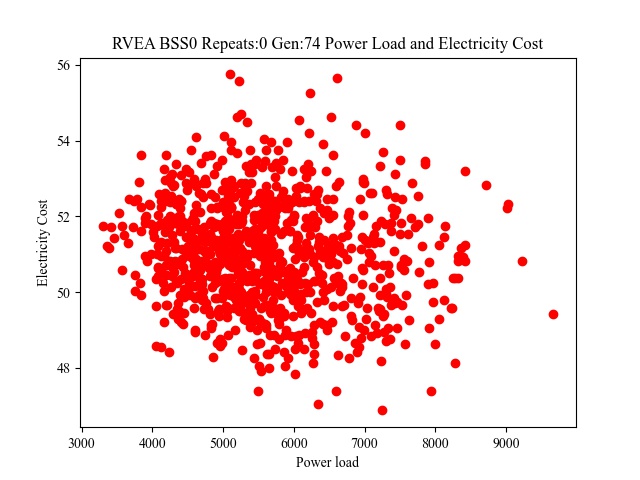 RVEA BSS0 Repeats:0 Gen:74 Power Load and Electricity Cost
56
54
52
50
48
Electricity Cost
3000 4000 5000 6000 7000 8000 9000
Power load